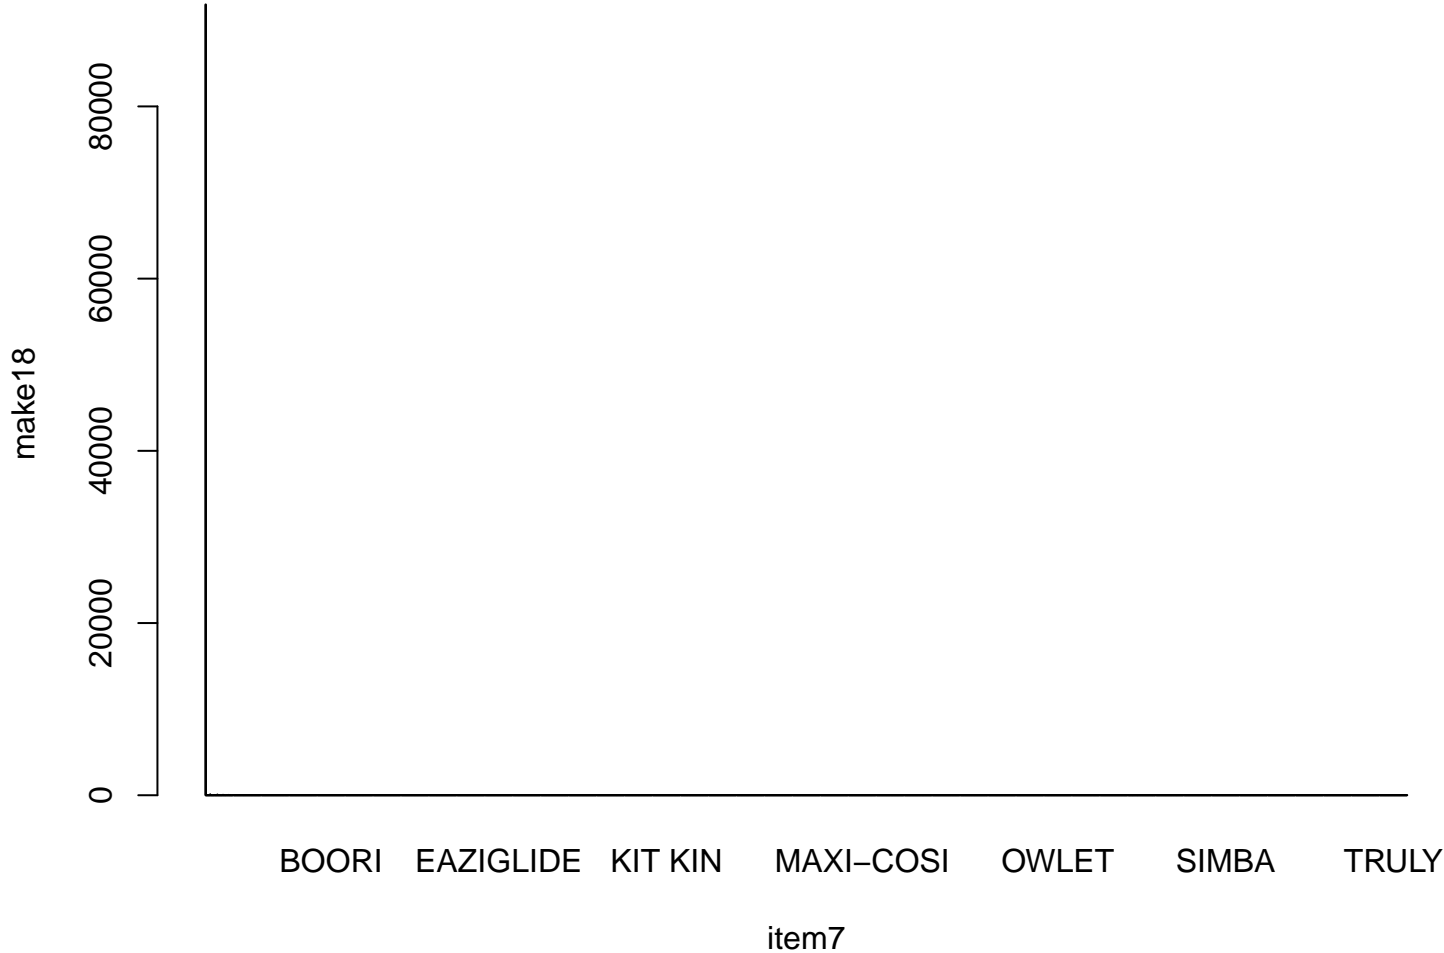 make18
80000
60000
40000
20000
0
BOORI EAZIGLIDE KIT KIN MAXI−COSI OWLET SIMBA TRULY
item7